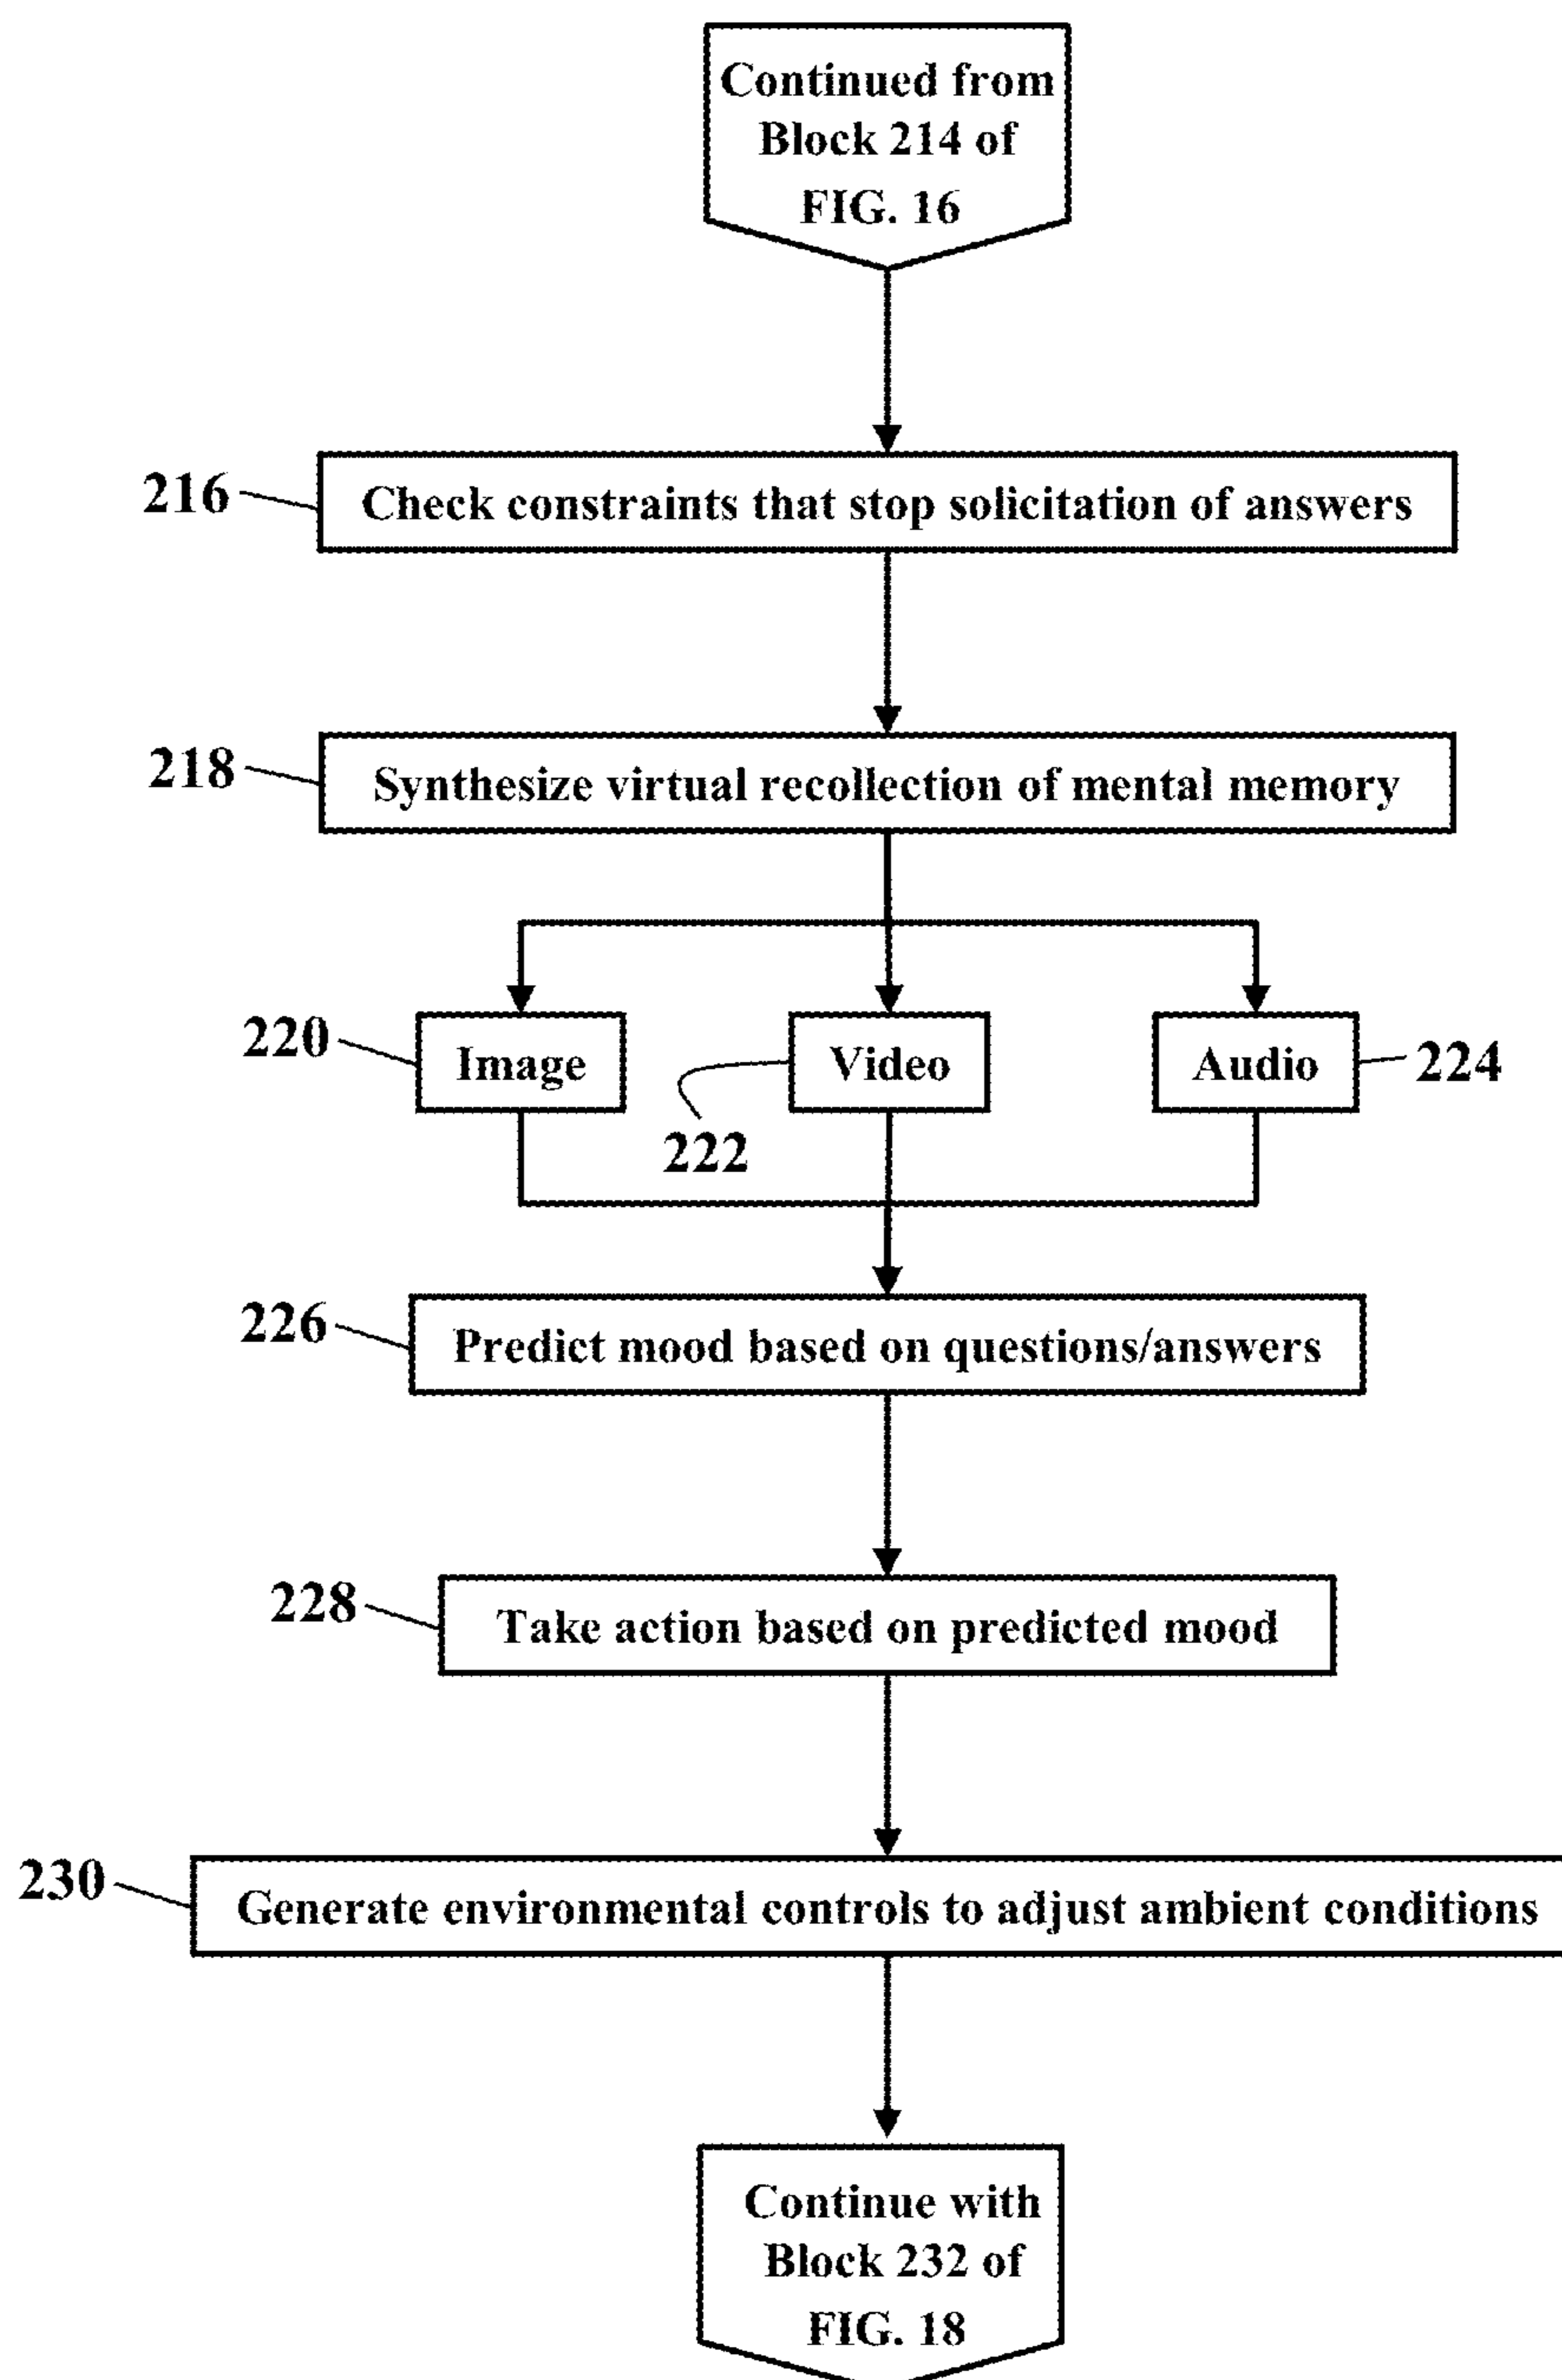 Continued from
Block 214 of
FIG. 16
216
Check constraints that stop solicitation of answers
218
Synthesize virtual recollection of mental memory
220
Image
Video
Audio
224
222
226
Predict mood based on questions/answers
228
Take action based on predicted mood
230
Generate environmental controls to adjust ambient conditions
Continue with
Block 232 of
FIG. 18